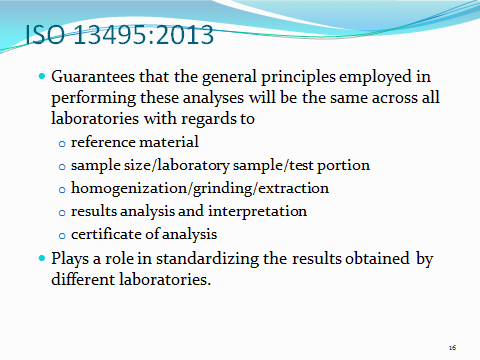 ISO 13495:2013
Guarantees that the general principles employed in
performing these analyses will be the same across all
laboratories with regards to
reference material
sample size/laboratory sample/test portion
homogenization/grinding/extraction
results analysis and interpretation
certificate of analysis
Plays a role in standardizing the results obtained by
different laboratories.
16